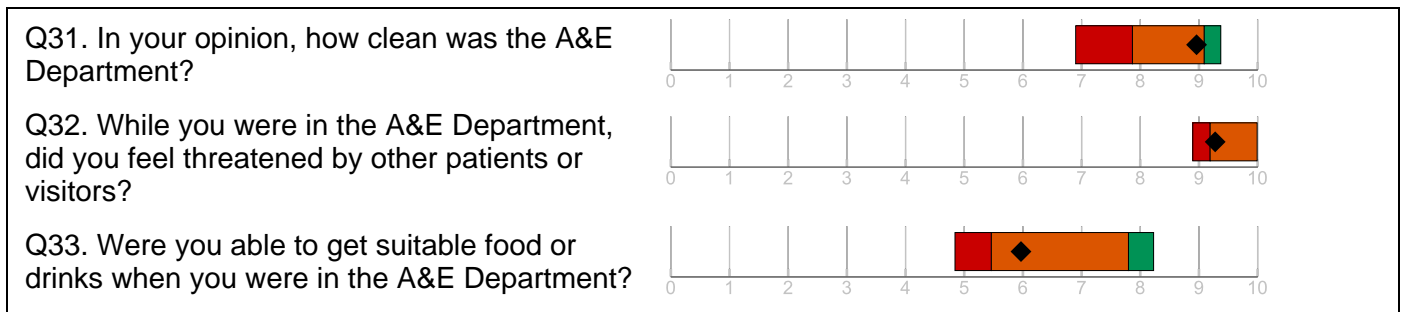 Q31. In your opinion, how clean was the A&E
Department?
0 1 2 3 4 5 6 7 8 9 10
Q32. While you were in the A&E Department,
did you feel threatened by other patients or
visitors?
0 1 2 3 4 5 6 7 8 9 10
Q33. Were you able to get suitable food or
drinks when you were in the A&E Department?
0 1 2 3 4 5 6 7 8 9 10